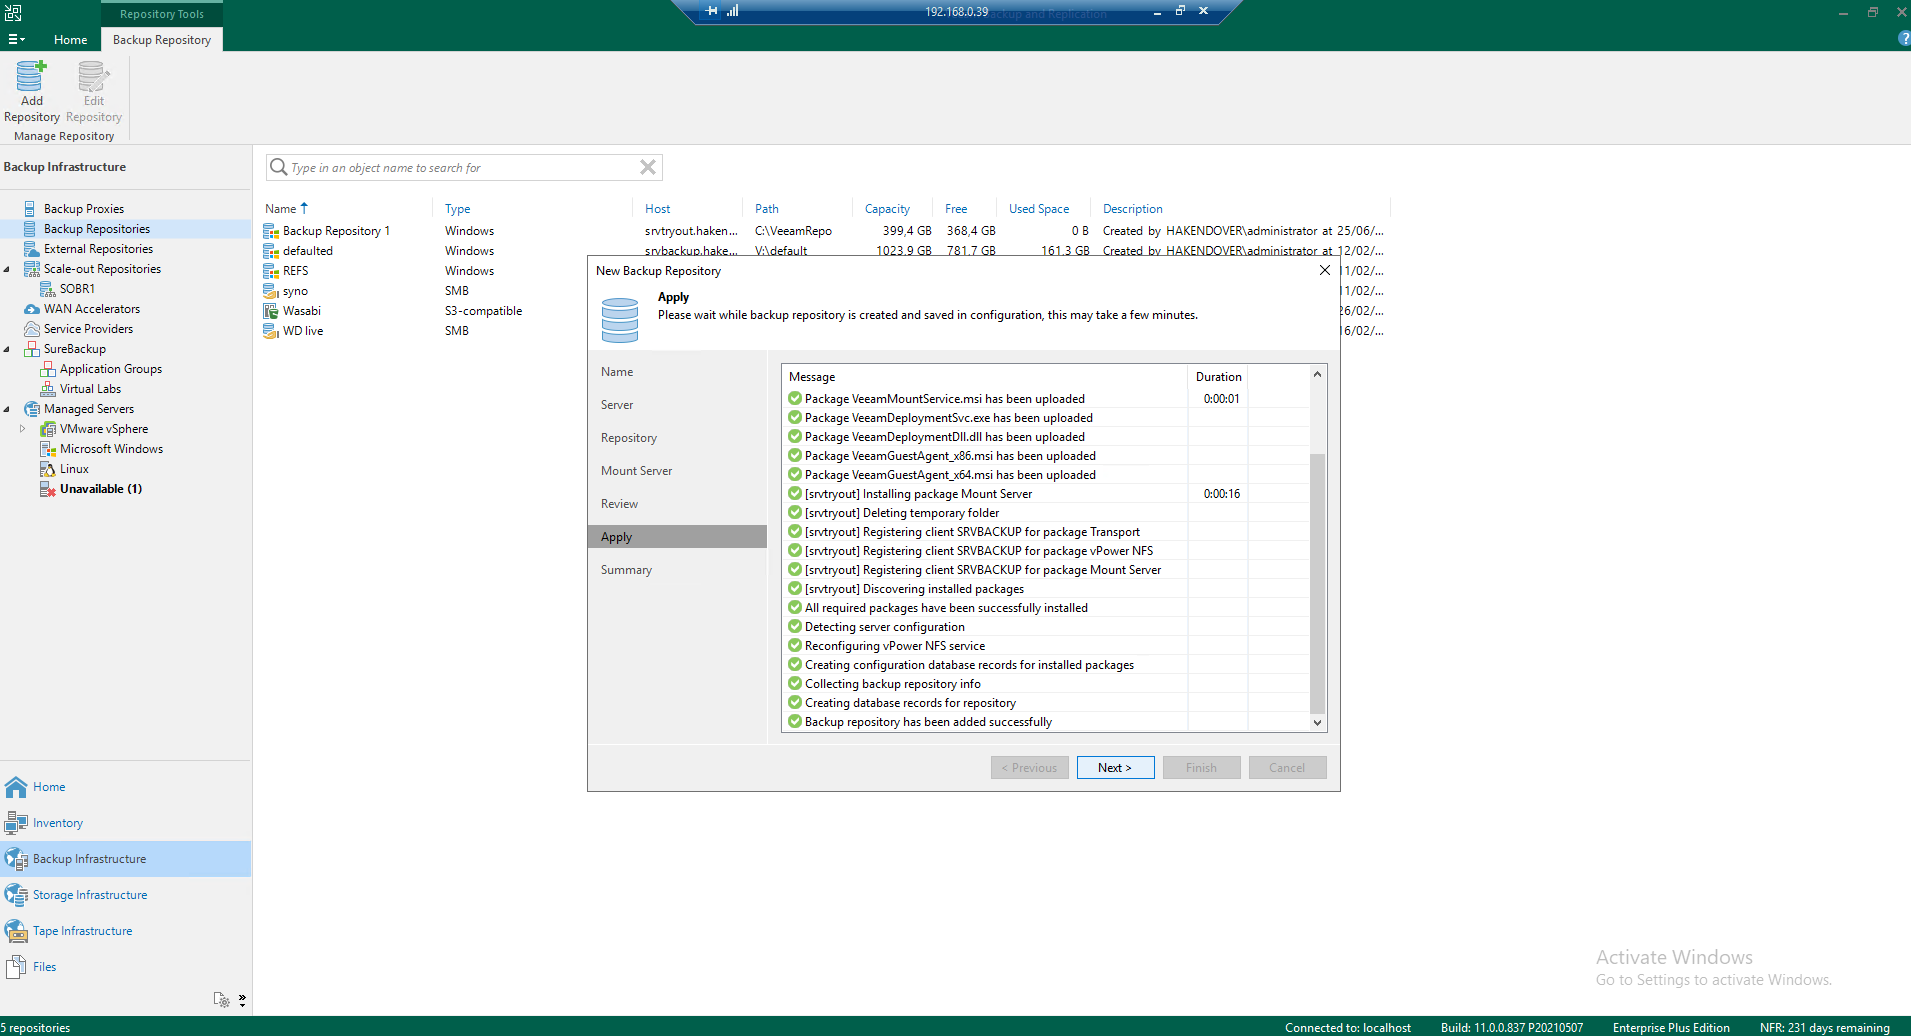 Repository Tools
192.168.0.39
ackup and Replication
Home
Backup Repository
Add
Repository
Edit
Repository
Manage Repository
Backup Infrastructure
Backup Proxies
Backup Repositories
External Repositories
Scale-out Repositories
SOBR1
WAN Accelerators
Service Providers
SureBackup
Application Groups
Virtual Labs
Managed Servers
VMware vSphere
Microsoft Windows
Linux
Unavailable (1)
Home
Inventory
Backup Infrastructure
Storage Infrastructure
Tape Infrastructure
Files
Type in an object name to search for
Name Type Host Path Capacity Free Used Space Description
Backup Repository 1 Windows srvtryout.haken... C:\VeeamRepo 399,4 GB 368,4 GB 0 B Created by HAKENDOVER\administrator at 25/06/...
defaulted Windows srvbackup.hake... V:\default 1023,9 GB 781,7 GB 161,3 GB Created by HAKENDOVER\administrator at 12/02/...
REFS Windows 11/02/...
syno SMB 11/02/...
Wasabi S3-compatible 26/02/...
WD live SMB 16/02/...
New Backup Repository
Apply
Please wait while backup repository is created and saved in configuration, this may take a few minutes.
Name
Server
Repository
Mount Server
Review
Apply
Summary
Message Duration
Package VeeamMountService.msi has been uploaded 0:00:01
Package VeeamDeploymentSvc.exe has been uploaded
Package VeeamDeploymentDll.dll has been uploaded
Package VeeamGuestAgent_x86.msi has been uploaded
Package VeeamGuestAgent_x64.msi has been uploaded
[srvtryout] Installing package Mount Server 0:00:16
[srvtryout] Deleting temporary folder
[srvtryout] Registering client SRVBACKUP for package Transport
[srvtryout] Registering client SRVBACKUP for package vPower NFS
[srvtryout] Registering client SRVBACKUP for package Mount Server
[srvtryout] Discovering installed packages
All required packages have been successfully installed
Detecting server configuration
Reconfiguring vPower NFS service
Creating configuration database records for installed packages
Collecting backup repository info
Creating database records for repository
Backup repository has been added successfully
< Previous Next > Finish Cancel
Activate Windows
Go to Settings to activate Windows.
5 repositories
Connected to: localhost Build: 11.0.0.837 P20210507 Enterprise Plus Edition NFR: 231 days remaining